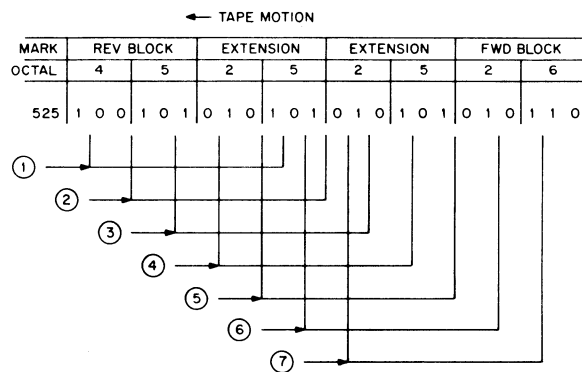 ← TAPE MOTION
MARK REV BLOCK EXTENSION EXTENSION FWD BLOCK
OCTAL 4 5 2 5 2 5 2 6
525 1 0 0 1 0 1 0 1 0 1 0 1 0 1 0 1 0 1 0 1 0 1 1 0
1
2
3
4
5
6
7